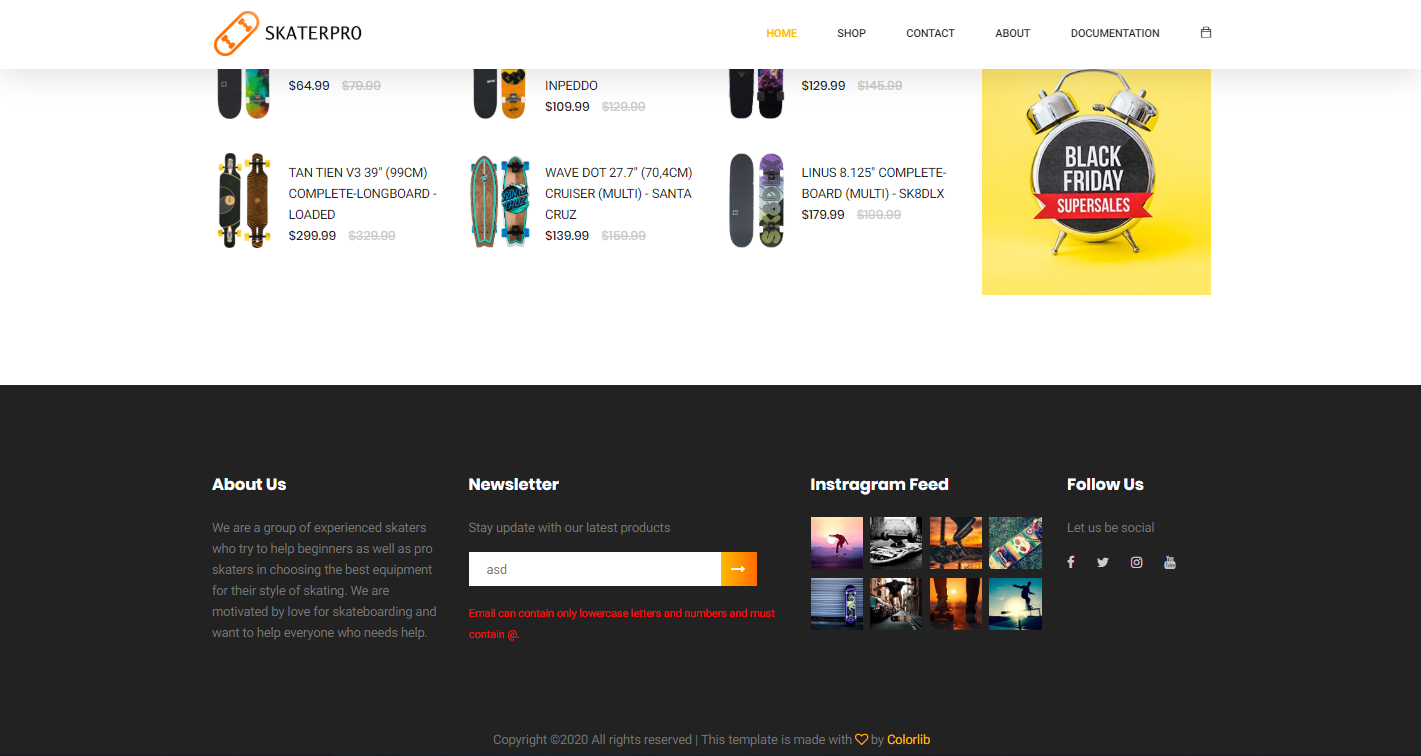 SKATERPRO
HOME SHOP CONTACT ABOUT DOCUMENTATION
$64.99 $79.99
INPEDDO
$109.99 $129.99
$129.99 $145.99
TAN TIEN V3 39" (99CM)
COMPLETE-LONGBOARD -
LOADED
$299.99 $329.99
WAVE DOT 27.7" (70,4CM)
CRUISER (MULTI) - SANTA
CRUZ
$139.99 $159.99
LINUS 8.125" COMPLETE-
BOARD (MULTI) - SK8DLX
$179.99 $199.99
BLACK
FRIDAY
SUPERSALES
About Us
We are a group of experienced skaters
who try to help beginners as well as pro
skaters in choosing the best equipment
for their style of skating. We are
motivated by love for skateboarding and
want to help everyone who needs help.
Newsletter
Stay update with our latest products
asd
Email can contain only lowercase letters and numbers and must
contain @.
Instragram Feed
Follow Us
Let us be social
Copyright ©2020 All rights reserved | This template is made with by Colorlib